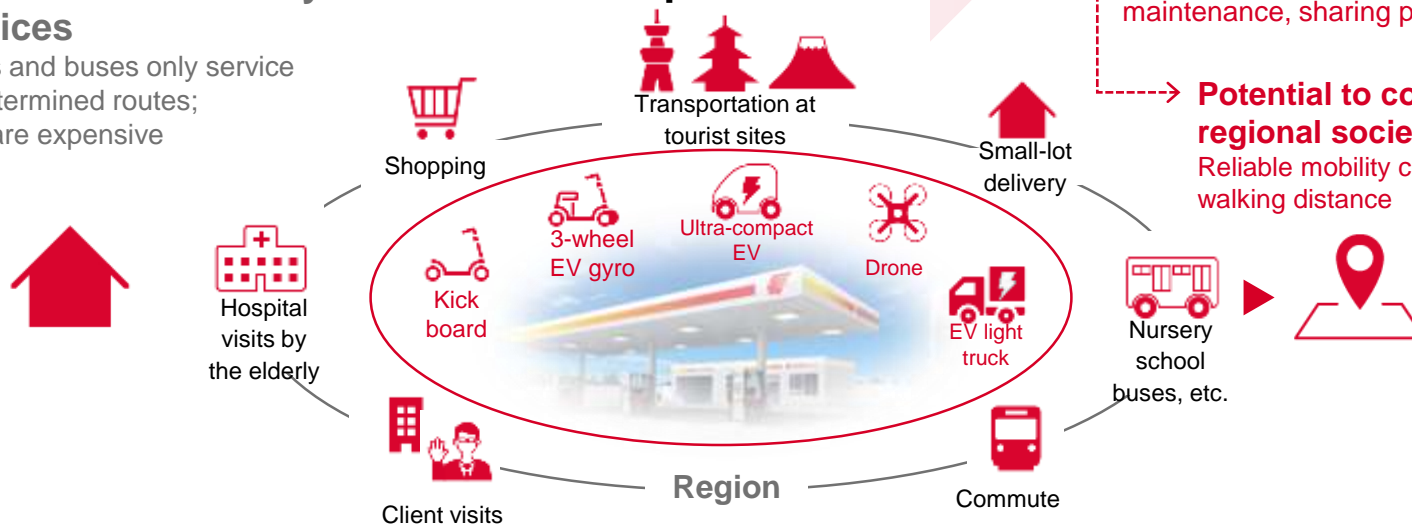 ices
s and buses only service
termined routes;
are expensive
maintenance, sharing p
Potential to co
regional socie
Reliable mobility c
walking distance
Transportation at
tourist sites
Shopping
Small-lot
delivery
3-wheel
EV gyro
Ultra-compact
EV
Drone
Kick
board
EV light
truck
Hospital
visits by
the elderly
Nursery
school
buses, etc.
Client visits
Region
Commute